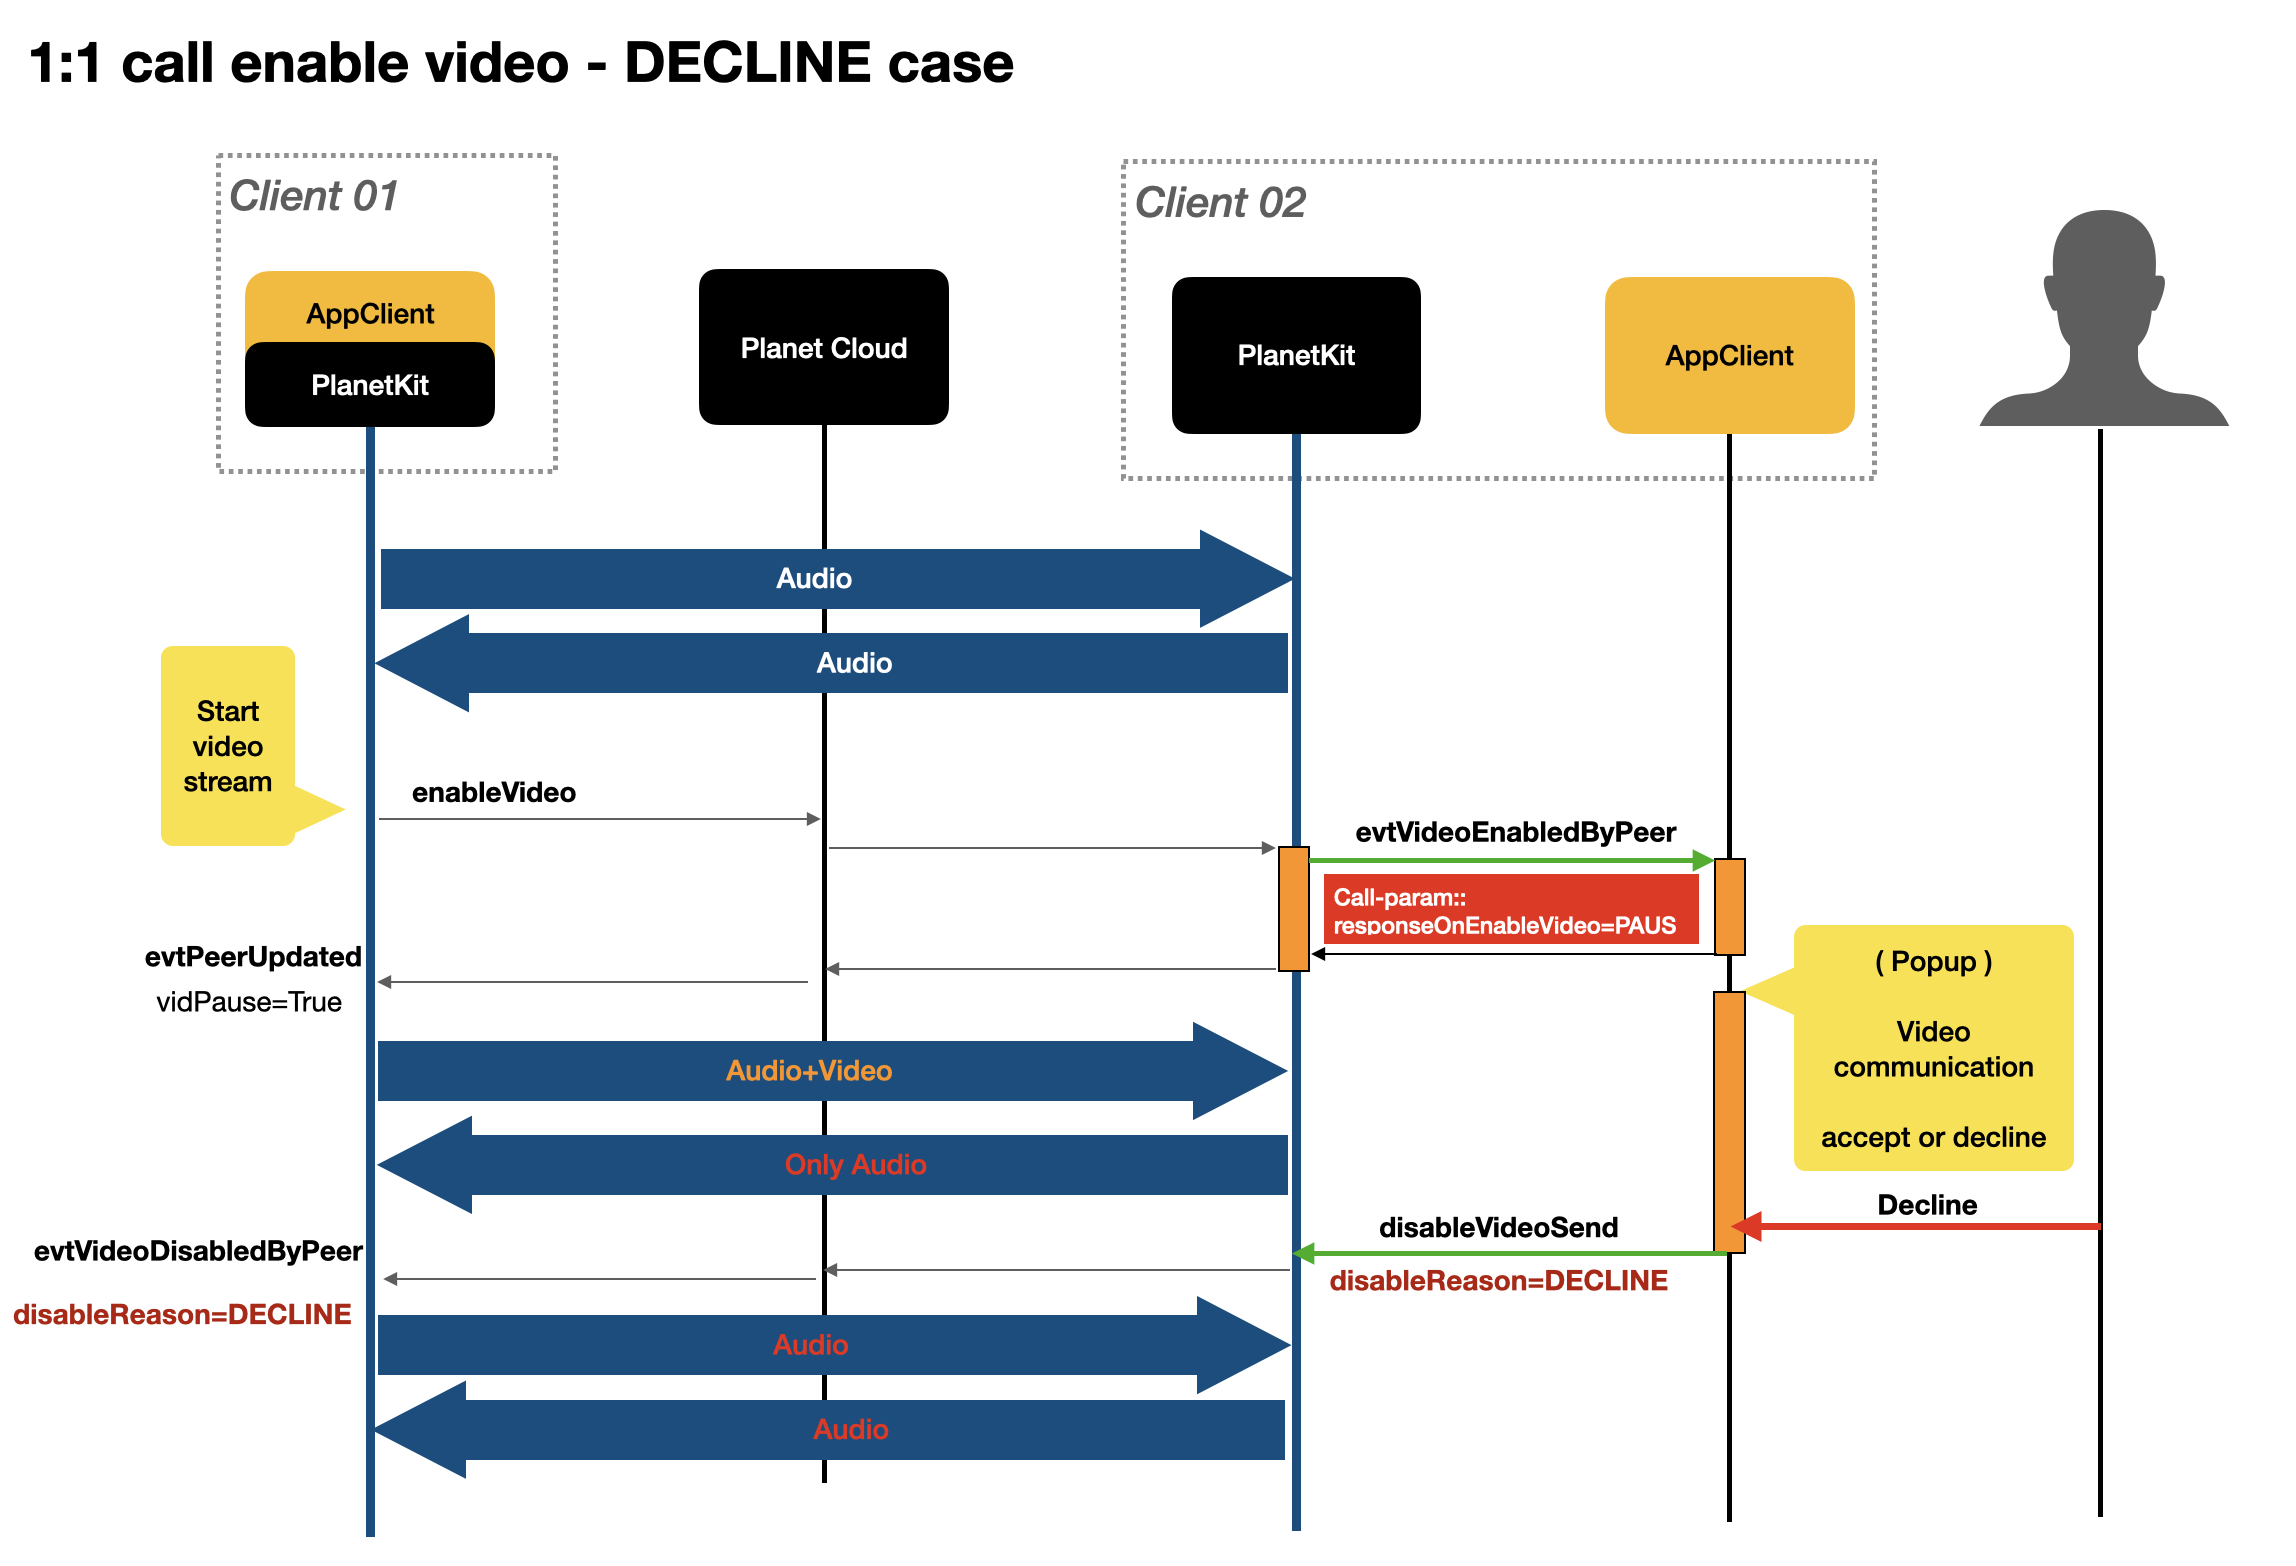 1:1 call enable video - DECLINE case
Client 01
Client 02
AppClient
PlanetKit
Planet Cloud
PlanetKit
AppClient
Audio
Audio
Start
video
stream
enableVideo
evtVideoEnabledByPeer
Call-param::
responseOnEnableVideo=PAUS
evtPeerUpdated
vidPause=True
( Popup )
Video
communication
accept or decline
Audio+Video
Only Audio
Decline
disableVideoSend
disableReason=DECLINE
evtVideoDisabledByPeer
disableReason=DECLINE
Audio
Audio